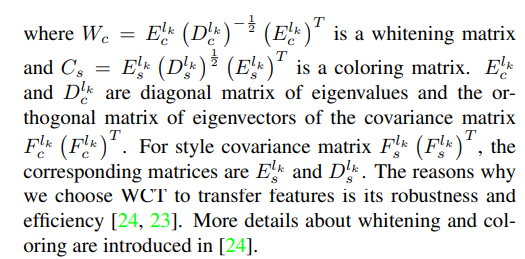 where $W_c = E_c^{l_k} \left(D_c^{l_k}\right)^{-\frac{1}{2}} \left(E_c^{l_k}\right)^T$ is a whitening matrix
and $C_s = E_s^{l_k} \left(D_s^{l_k}\right)^{\frac{1}{2}} \left(E_s^{l_k}\right)^T$ is a coloring matrix. $E_c^{l_k}$
and $D_c^{l_k}$ are diagonal matrix of eigenvalues and the or-
thogonal matrix of eigenvectors of the covariance matrix
$F_c^{l_k} \left(F_c^{l_k}\right)^T$. For style covariance matrix $F_s^{l_k} \left(F_s^{l_k}\right)^T$, the
corresponding matrices are $E_s^{l_k}$ and $D_s^{l_k}$. The reasons why
we choose WCT to transfer features is its robustness and
efficiency [24, 23]. More details about whitening and col-
oring are introduced in [24].